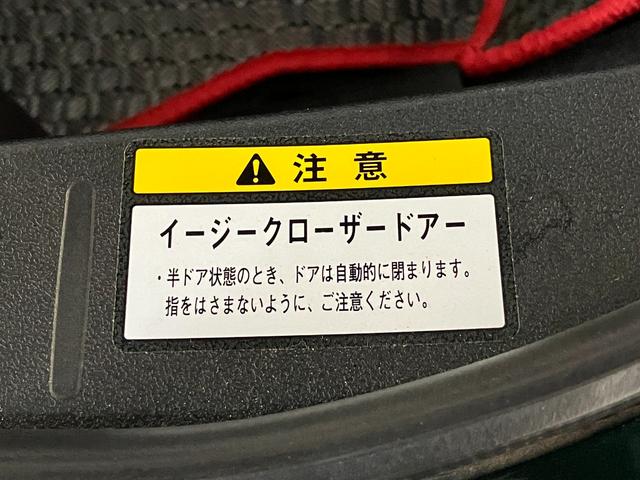 注意
イージークローザードアー
・半ドア状態のとき、ドアは自動的に閉まります。
指をはさまないように、ご注意ください。